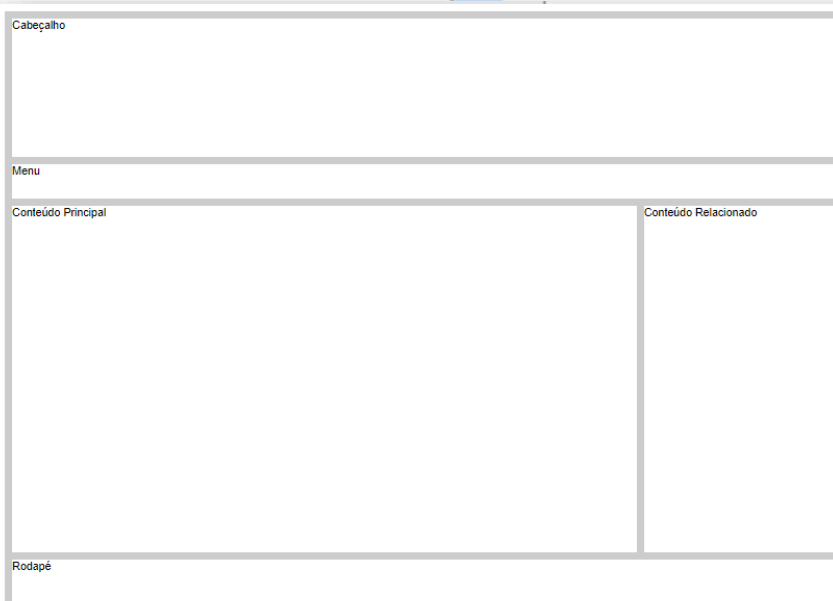 Cabeçalho
Menu
Conteúdo Principal
Conteúdo Relacionado
Rodapé